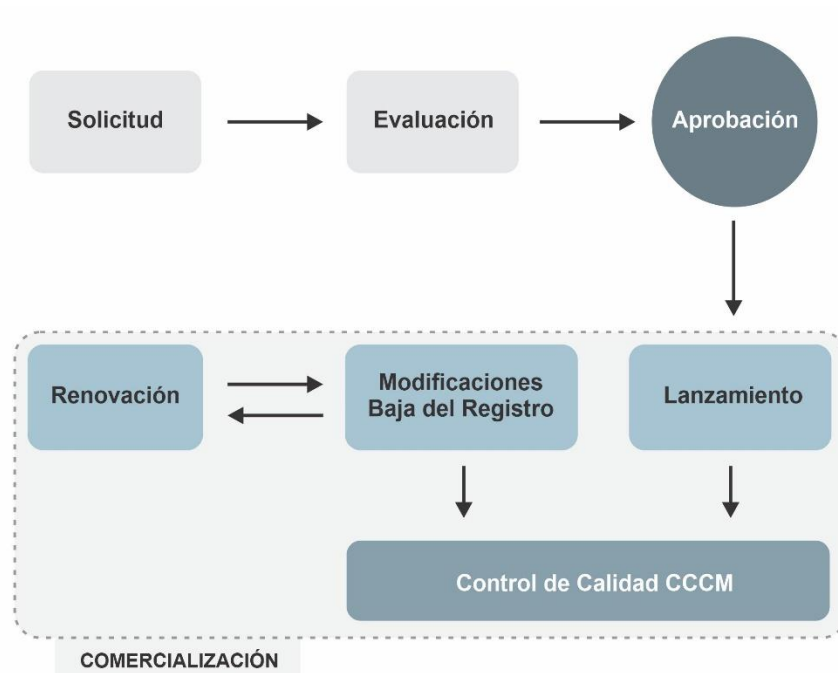 Solicitud
Evaluación
Aprobación
Renovación
Modificaciones
Baja del Registro
Lanzamiento
Control de Calidad CCCM
COMERCIALIZACIÓN